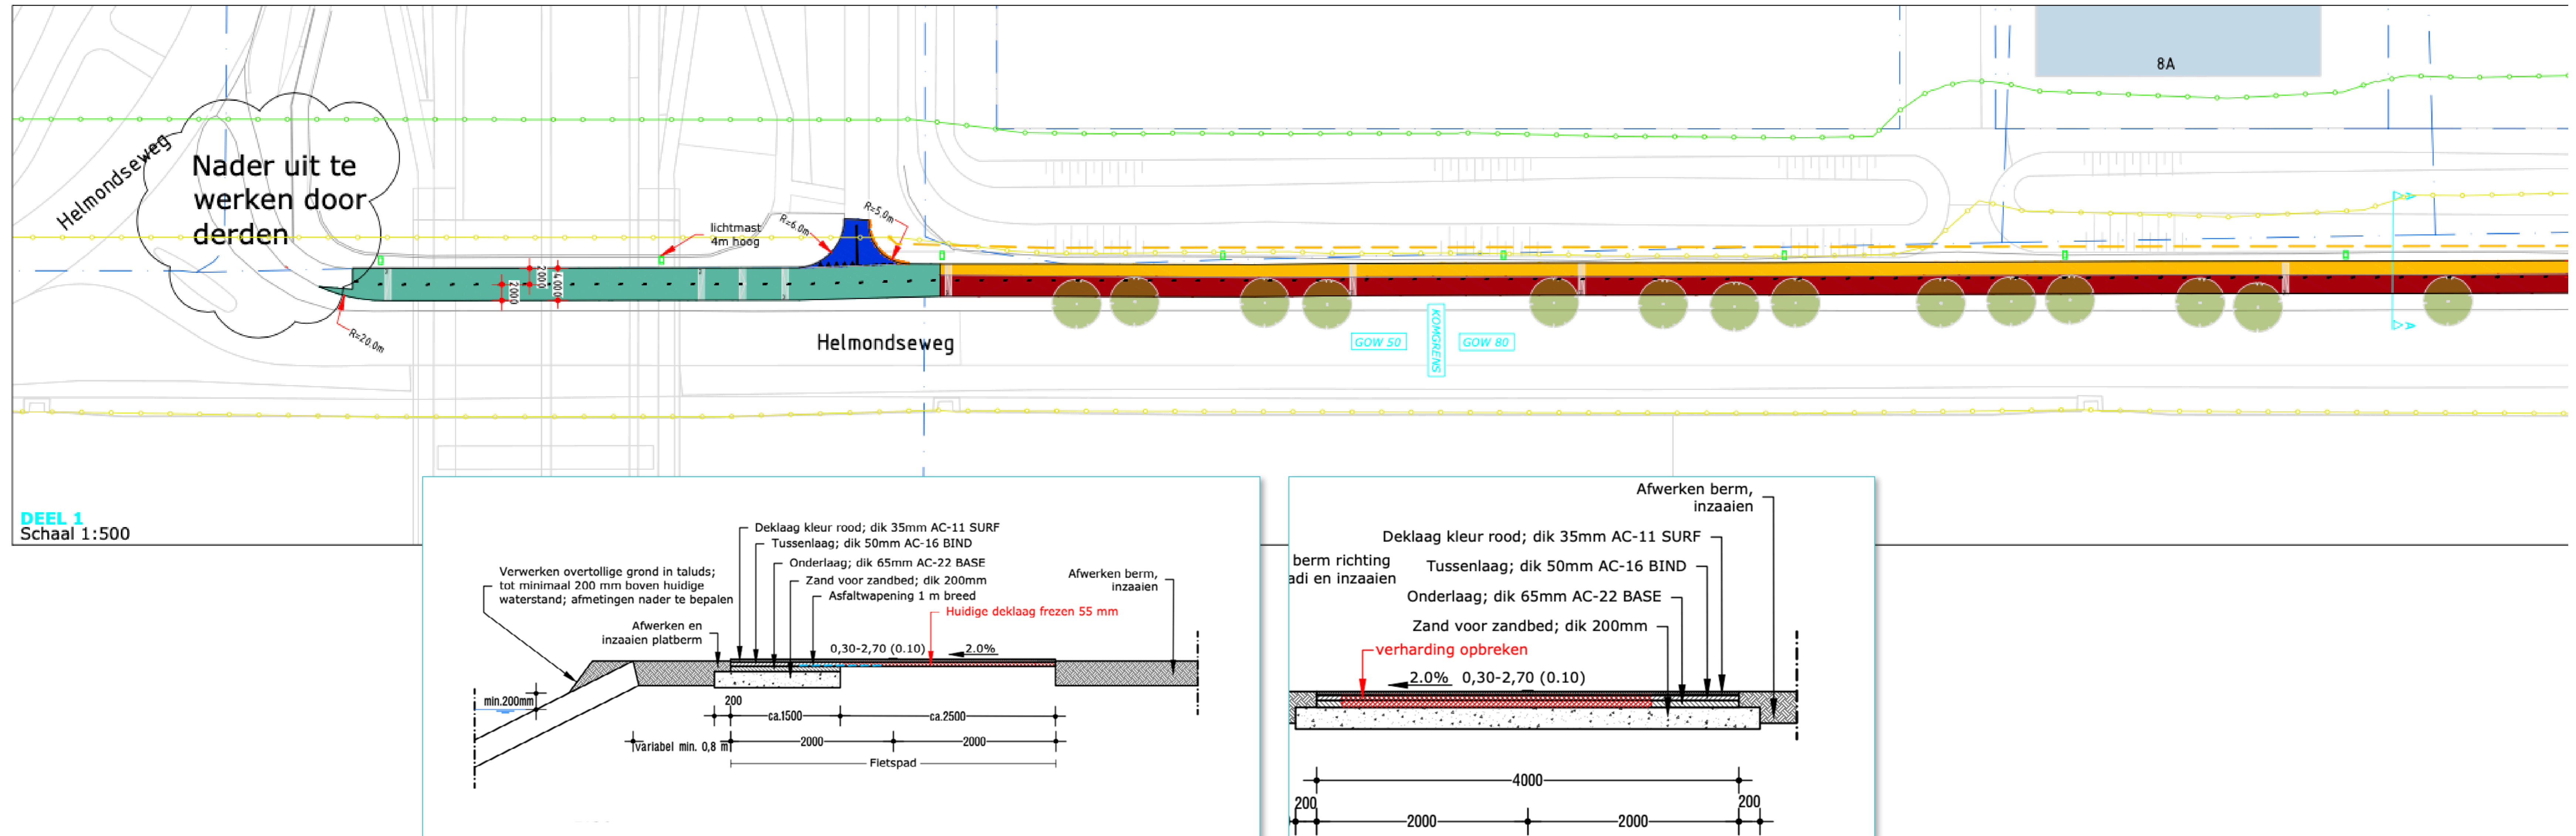 8A
Helmondseweg
Nader uit te
werken door
derden
lichtmast
4m hoog
R=6.0m
R=5.0m
2000
4000
2000
R=20.0m
Helmondseweg
GOW 50
KOMGRENS
GOW 80
A
A
DEEL 1
Schaal 1:500
Deklaag kleur rood; dik 35mm AC-11 SURF
Tussenlaag; dik 50mm AC-16 BIND
Onderlaag; dik 65mm AC-22 BASE
Zand voor zandbed; dik 200mm
Asfaltwapening 1 m breed
Huidige deklaag frezen 55 mm
Verwerken overtollige grond in taluds;
tot minimaal 200 mm boven huidige
waterstand; afmetingen nader te bepalen
Afwerken en
inzaaien platberm
Afwerken berm,
inzaaien
0,30-2,70 (0.10)
2.0%
min.200mm
200
ca.1500
ca.2500
variabel min. 0,8 m
2000
2000
Fietspad
Afwerken berm,
inzaaien
Deklaag kleur rood; dik 35mm AC-11 SURF
berm richting
adi en inzaaien
Tussenlaag; dik 50mm AC-16 BIND
Onderlaag; dik 65mm AC-22 BASE
Zand voor zandbed; dik 200mm
verharding opbreken
2.0% 0,30-2,70 (0.10)
4000
200
200
2000
2000